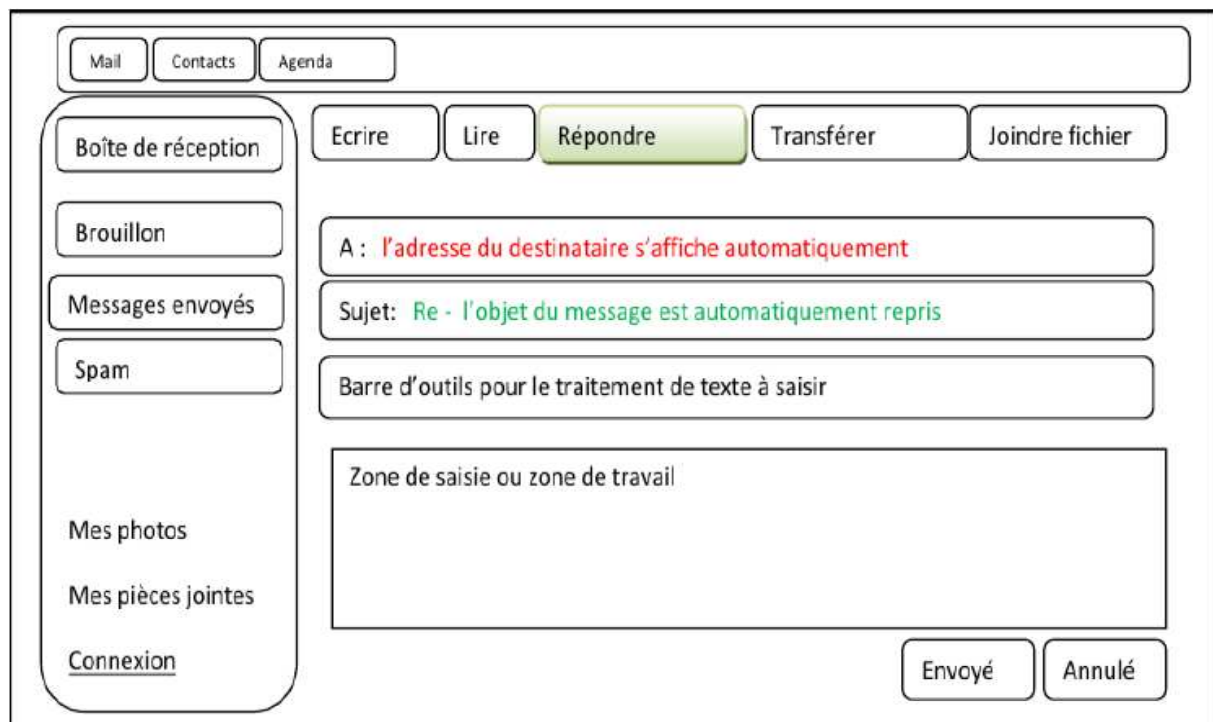 Mail Contacts Agenda
Boîte de réception
Brouillon
Messages envoyés
Spam
Mes photos
Mes pièces jointes
Connexion
Ecrire Lire Répondre Transférer Joindre fichier
A : l'adresse du destinataire s'affiche automatiquement
Sujet: Re - l'objet du message est automatiquement repris
Barre d'outils pour le traitement de texte à saisir
Zone de saisie ou zone de travail
Envoyé Annulé